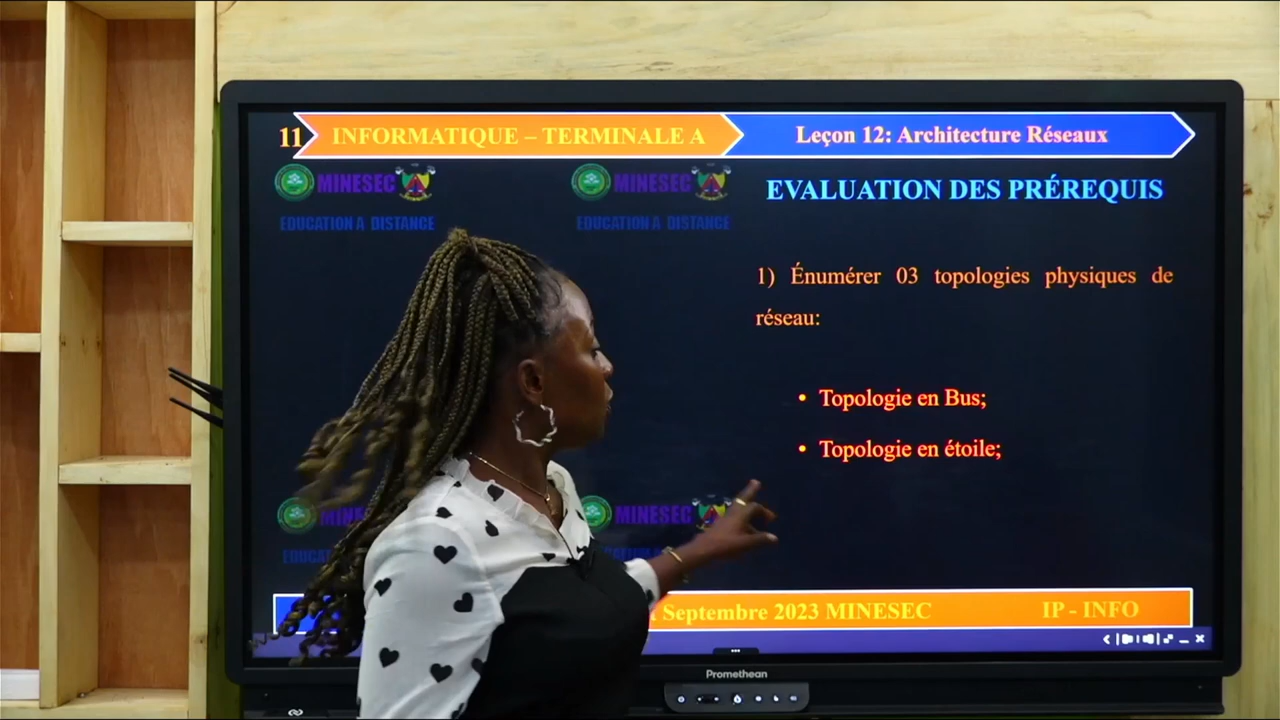 11 INFORMATIQUE – TERMINALE A Leçon 12: Architecture Réseaux
MINESEC MINESEC
EDUCATION A DISTANCE EDUCATION A DISTANCE
EVALUATION DES PRÉREQUIS
1) Énumérer 03 topologies physiques de
réseau:
• Topologie en Bus;
• Topologie en étoile;
MINESEC
Septembre 2023 MINESEC IP - INFO
Promethean